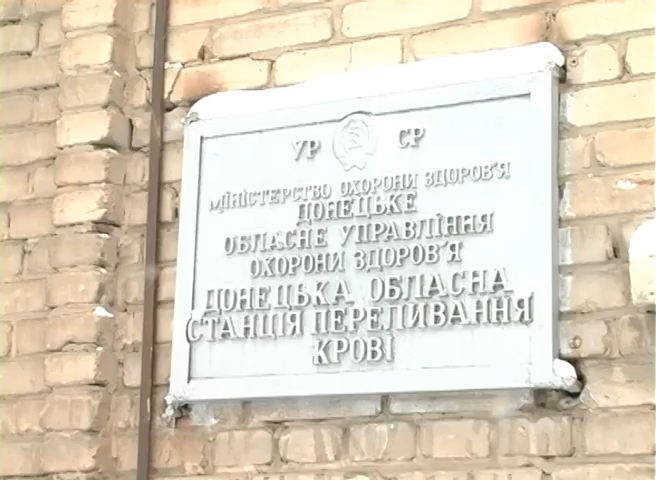 УР СР
МІНІСТЕРСТВО ОХОРОНИ ЗДОРОВ'Я
ДОНЕЦЬКЕ
ОБЛАСНЕ УПРАВЛІННЯ
ОХОРОНИ ЗДОРОВ'Я
ДОНЕЦЬКА ОБЛАСНА
СТАНЦІЯ ПЕРЕЛИВАННЯ
КРОВІ